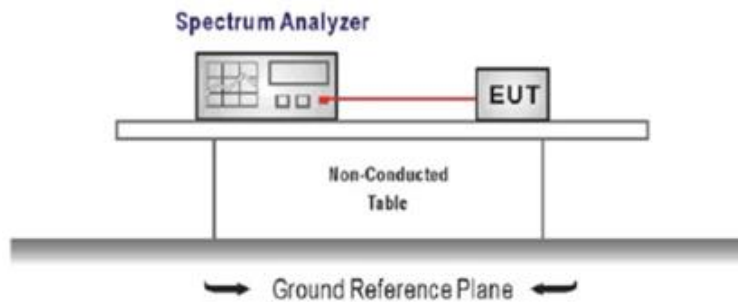 Spectrum Analyzer
EUT
Non-Conducted
Table
Ground Reference Plane